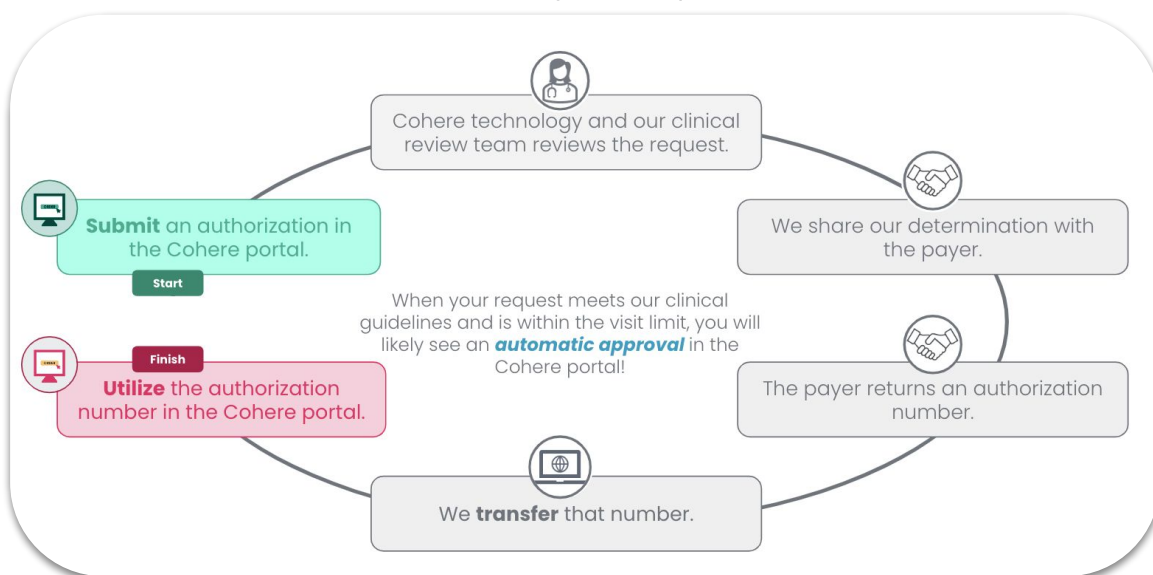 Cohere technology and our clinical
review team reviews the request.
Submit an authorization in
the Cohere portal.
Start
We share our determination with
the payer.
When your request meets our clinical
guidelines and is within the visit limit, you will
likely see an automatic approval in the
Cohere portal!
The payer returns an authorization
number.
We transfer that number.
Finish
Utilize the authorization
number in the Cohere portal.